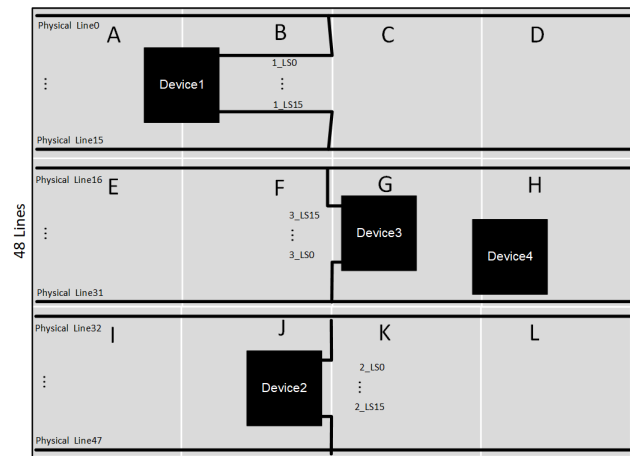 Physical Line0
A
B
C
D
Device1
1_LS0
⋮
⋮
1_LS15
Physical Line15
48 Lines
Physical Line16
E
F
G
H
3_LS15
⋮
⋮
3_LS0
Device3
Device4
Physical Line31
Physical Line32
I
J
K
L
Device2
2_LS0
⋮
⋮
2_LS15
Physical Line47